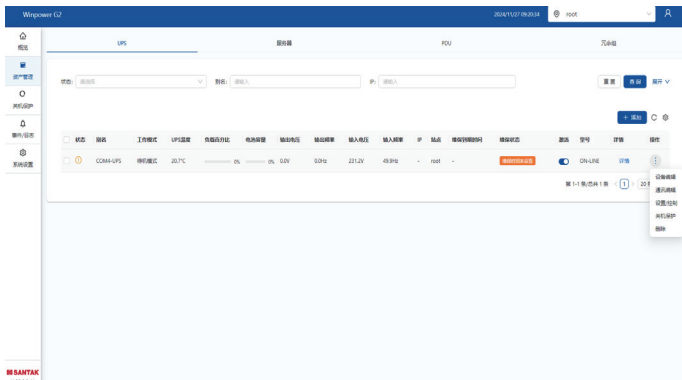 Winpower G2
2024/11/27 09:20:34
root
概览
资产管理
关机保护
事件/日志
系统设置
UPS
服务器
PDU
冗余组
状态: 请选择
别名: 请输入
IP: 请输入
重置
查询
展开
+ 添加
状态 别名 工作模式 UPS温度 负载百分比 电池容量 输出电压 输出频率 输入电压 输入频率 IP 站点 维保到期时间 维保状态 激活 型号 详情 操作
COM4-UPS 待机模式 20.7°C 0% 0% 0.0V 0.0Hz 231.2V 49.9Hz - root - ON-LINE 详情
第 1-1 条/总共 1 条 < 1 > 20
设备编辑
通讯编辑
设置/控制
关机保护
删除
SANTAK